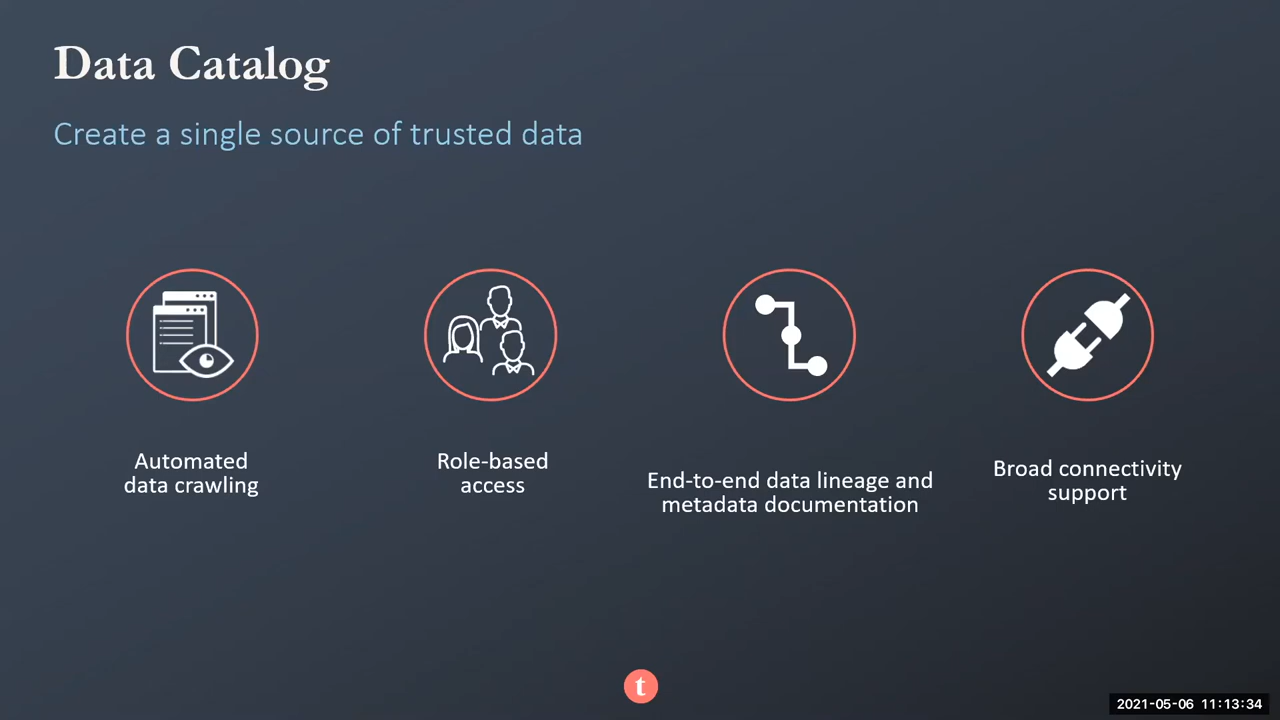 Data Catalog
Create a single source of trusted data
Automated
data crawling
Role-based
access
End-to-end data lineage and
metadata documentation
Broad connectivity
support
t
2021-05-06 11:13:34